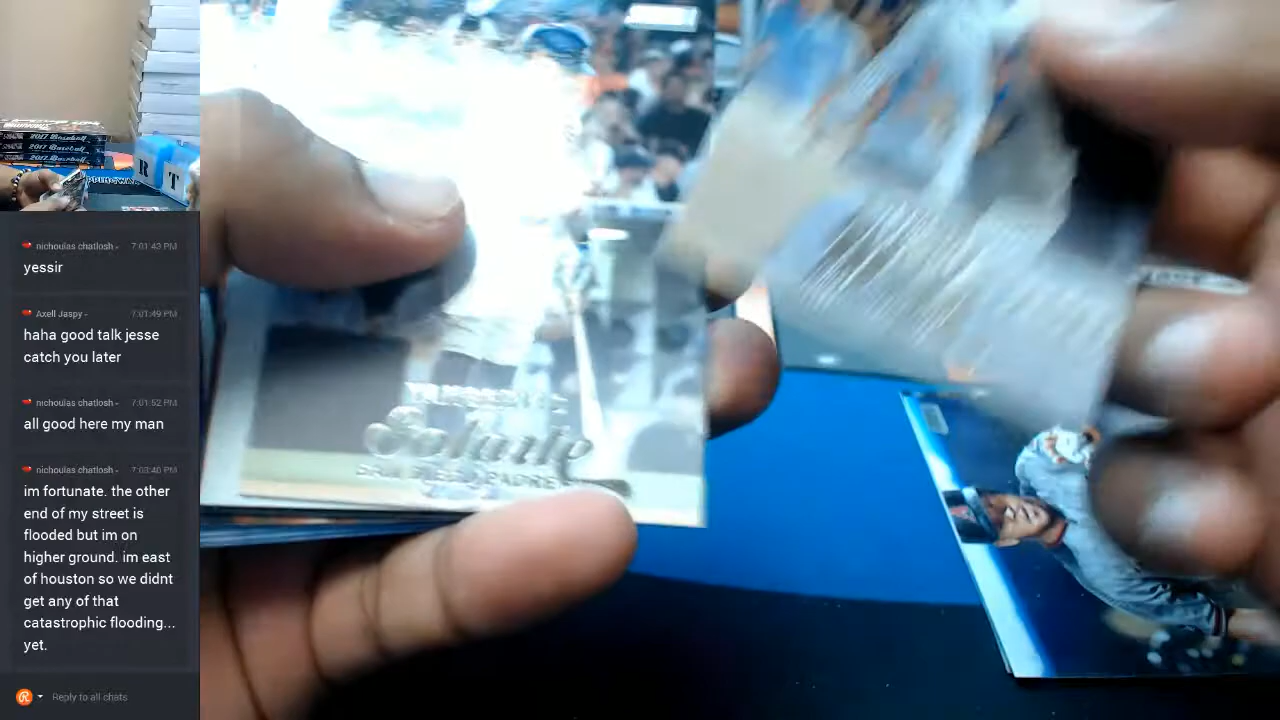 2017 Baseball
2017 Baseball
R T
nichoulas chatlosh - 7:01:43 PM
yessir
Axell Jaspy - 7:01:49 PM
haha good talk jesse
catch you later
nichoulas chatlosh - 7:01:52 PM
all good here my man
nichoulas chatlosh - 7:03:40 PM
im fortunate. the other
end of my street is
flooded but im on
higher ground. im east
of houston so we didnt
get any of that
catastrophic flooding...
yet.
Reply to all chats
Salute
SAN DIEGO PADRES